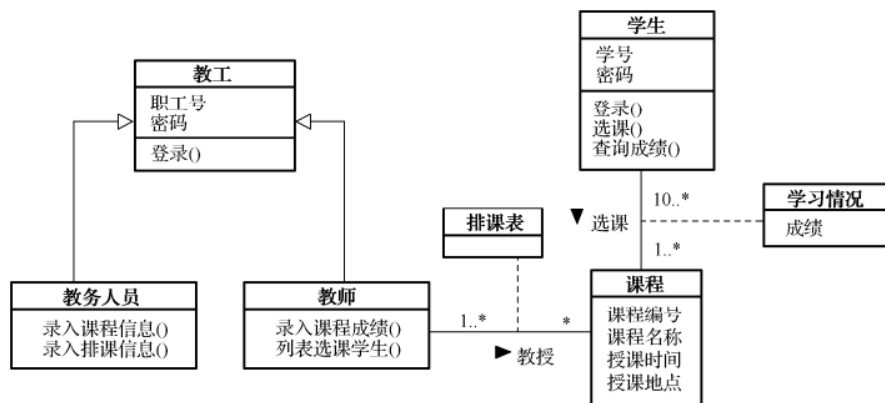 学生
学号
密码
登录()
选课()
查询成绩()
教工
职工号
密码
登录()
10..*
▼ 选课
1..*
学习情况
成绩
排课表
教务人员
录入课程信息()
录入排课信息()
教师
录入课程成绩()
列表选课学生()
1..*
*
▶ 教授
课程
课程编号
课程名称
授课时间
授课地点